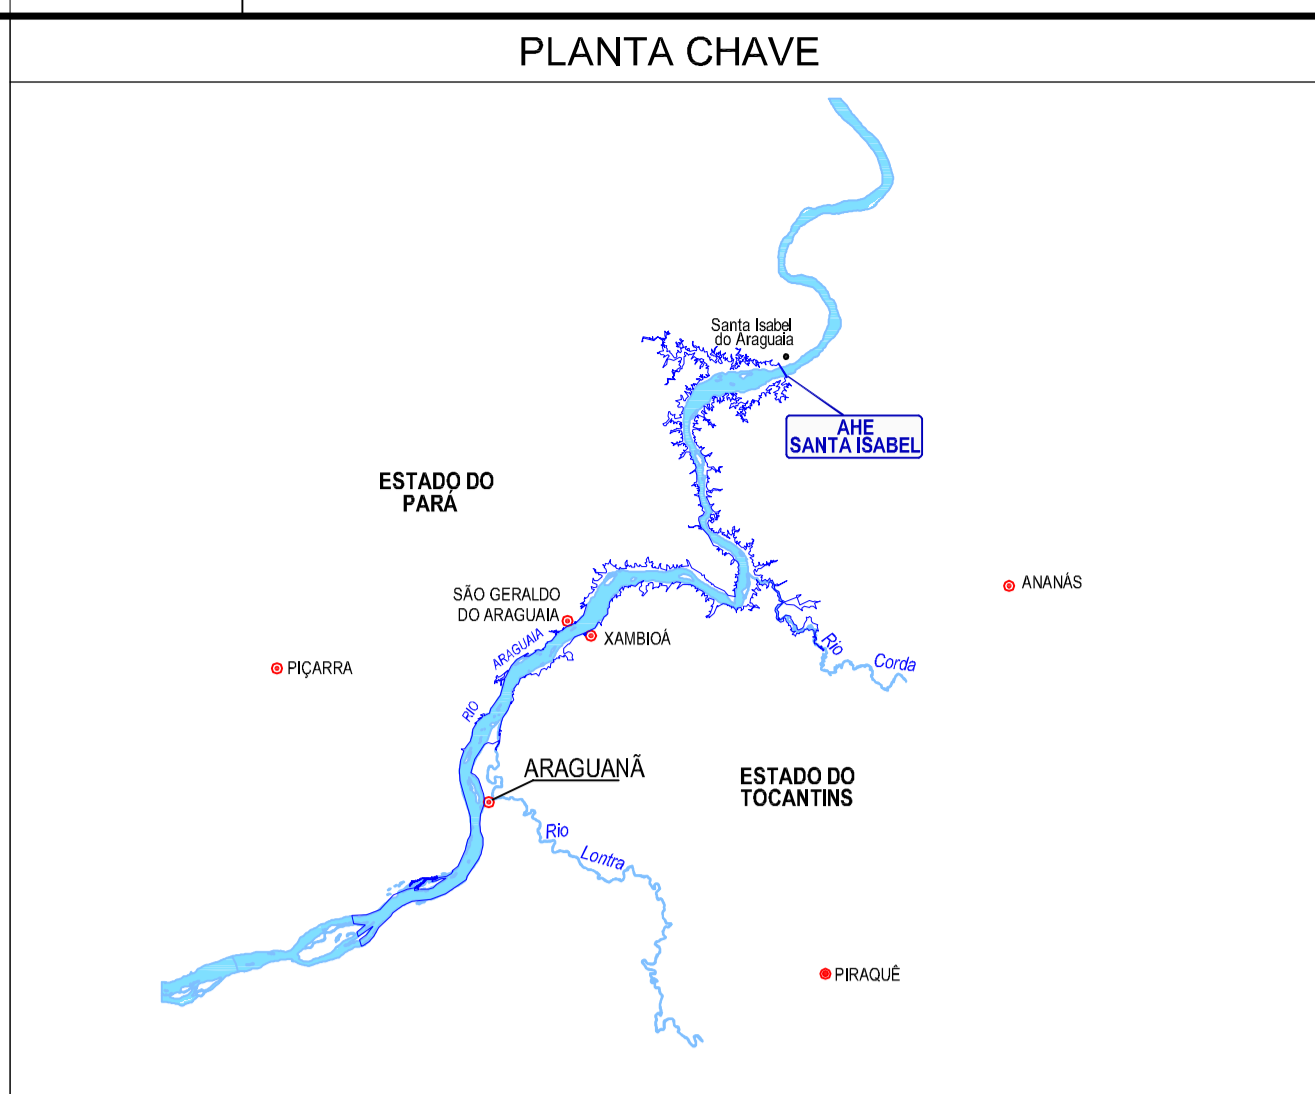 PLANTA CHAVE
Santa Isabel
do Araguaia
AHE
SANTA ISABEL
ESTADO DO
PARÁ
ANANÁS
SÃO GERALDO
DO ARAGUAIA
XAMBIOÁ
RIO ARAGUAIA
Rio Corda
PIÇARRA
ARAGUANÃ
ESTADO DO
TOCANTINS
Rio Lontra
PIRAQUÊ